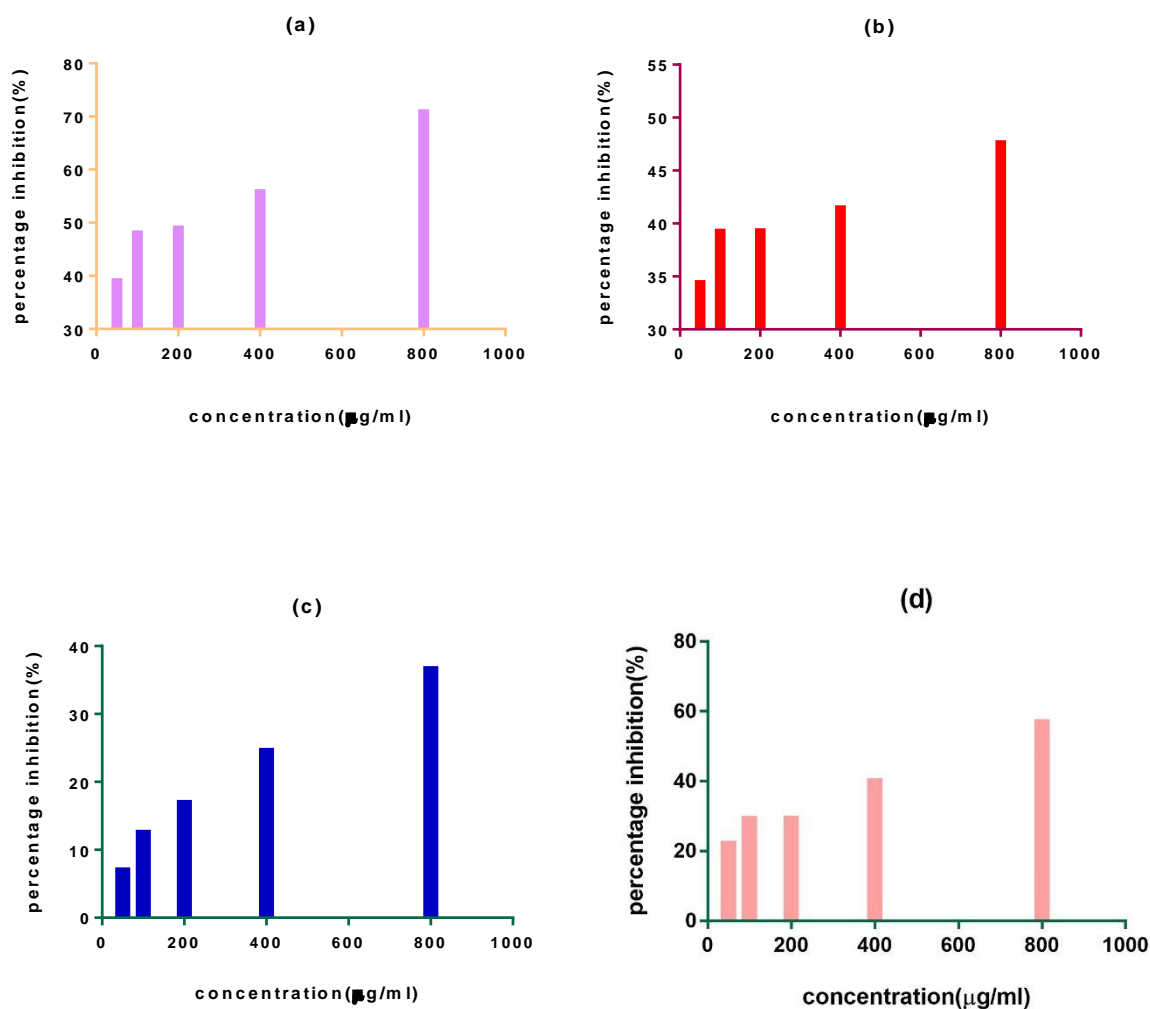 (a)
percentage inhibition(%)
80
70
60
50
40
30
0 200 400 600 800 1000
concentration(μg/ml)
(b)
percentage inhibition(%)
55
50
45
40
35
30
0 200 400 600 800 1000
concentration(μg/ml)
(c)
percentage inhibition(%)
40
30
20
10
0
0 200 400 600 800 1000
concentration(μg/ml)
(d)
percentage inhibition(%)
80
60
40
20
0
0 200 400 600 800 1000
concentration(μg/ml)